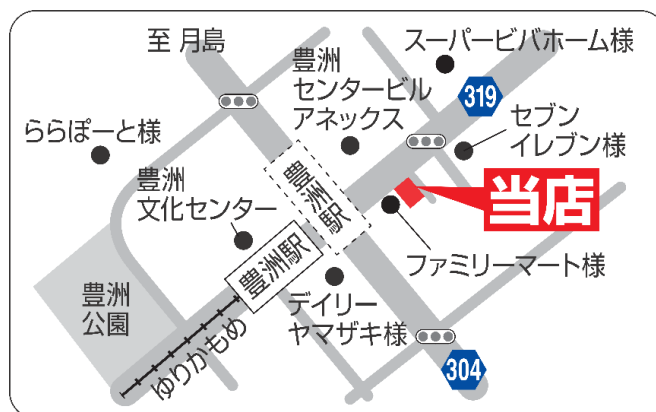 至 月島
スーパービバホーム様
豊洲
センタービル
アネックス
319
セブン
イレブン様
ららぽーと様
豊洲
文化センター
豊洲駅
当店
ファミリーマート様
豊洲駅
デイリー
ヤマザキ様
豊洲
公園
ゆりかもめ
304